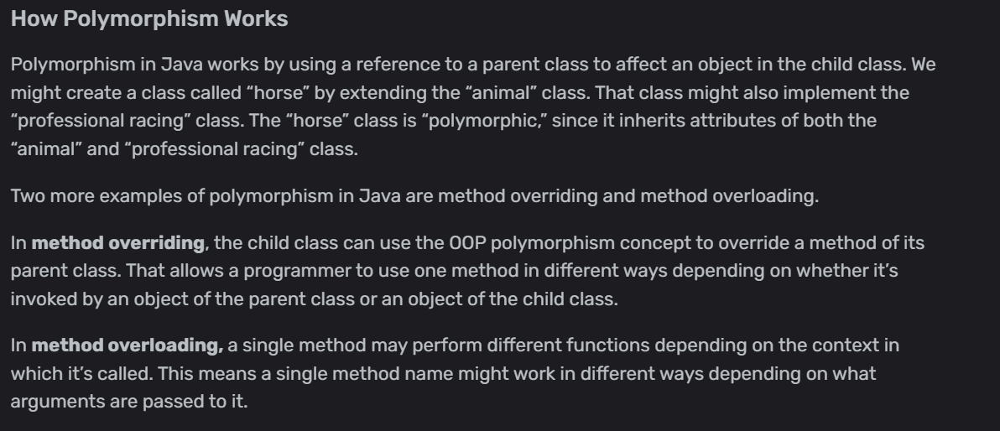 How Polymorphism Works
Polymorphism in Java works by using a reference to a parent class to affect an object in the child class. We
might create a class called “horse” by extending the “animal” class. That class might also implement the
“professional racing” class. The “horse” class is “polymorphic,” since it inherits attributes of both the
“animal” and “professional racing” class.
Two more examples of polymorphism in Java are method overriding and method overloading.
In method overriding, the child class can use the OOP polymorphism concept to override a method of its
parent class. That allows a programmer to use one method in different ways depending on whether it’s
invoked by an object of the parent class or an object of the child class.
In method overloading, a single method may perform different functions depending on the context in
which it’s called. This means a single method name might work in different ways depending on what
arguments are passed to it.